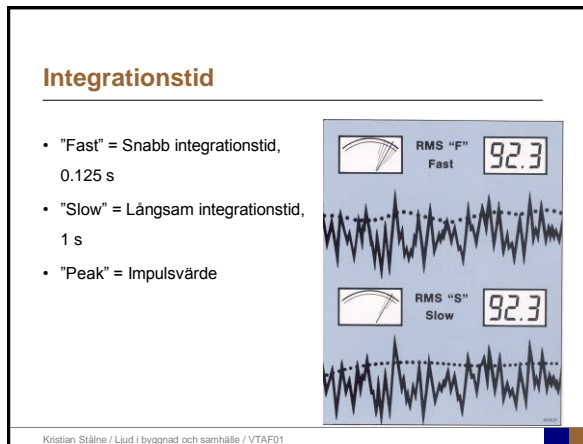 Integrationstid
• ”Fast” = Snabb integrationstid,
0.125 s
• ”Slow” = Långsam integrationstid,
1 s
• ”Peak” = Impulsvärde
RMS “F”
Fast
92.3
RMS “S”
Slow
92.3
Kristian Stålne / Ljud i byggnad och samhälle / VTAF01